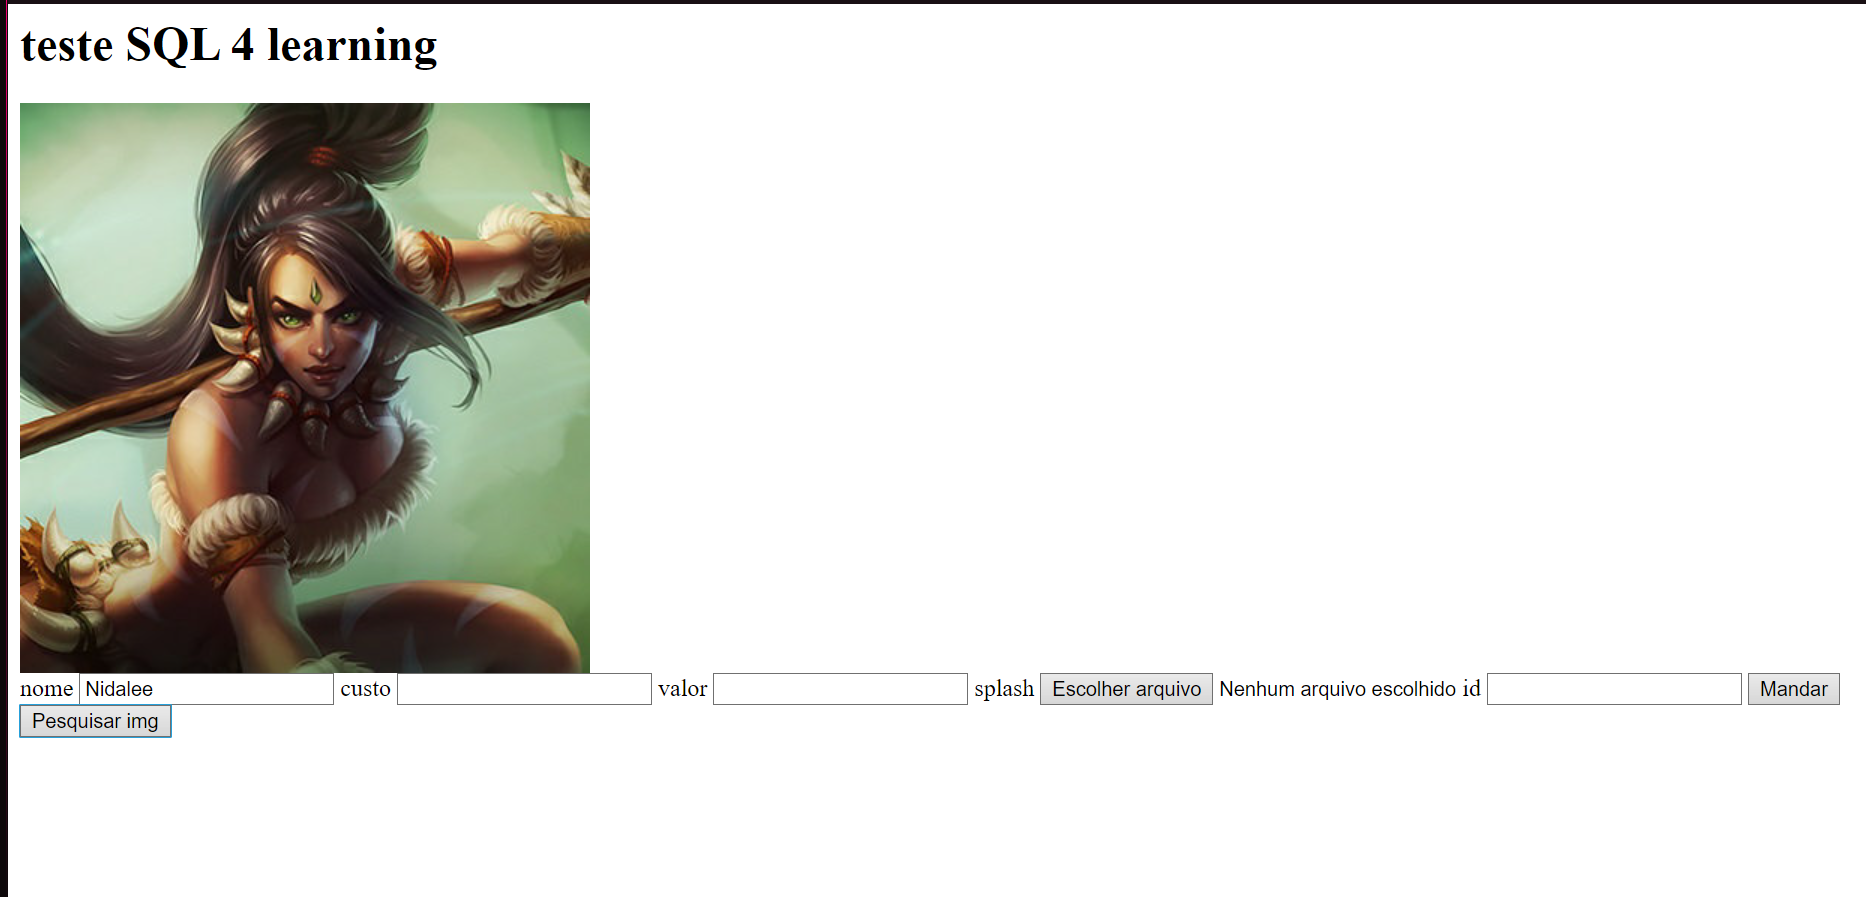 teste SQL 4 learning
nome Nidalee custo valor splash Escolher arquivo Nenhum arquivo escolhido id Mandar
Pesquisar img